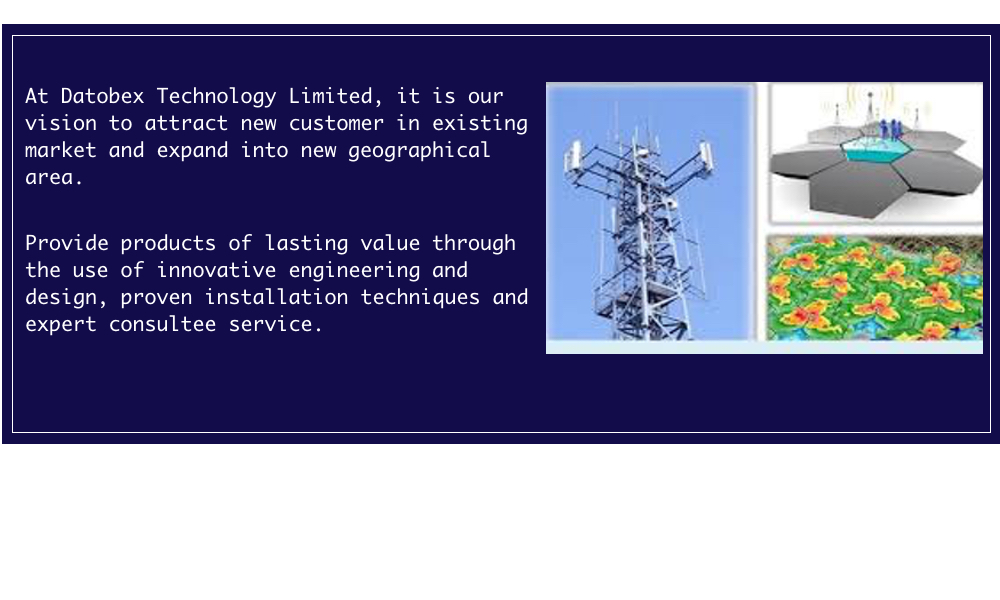 At Datobex Technology Limited, it is our
vision to attract new customer in existing
market and expand into new geographical
area.
Provide products of lasting value through
the use of innovative engineering and
design, proven installation techniques and
expert consultee service.